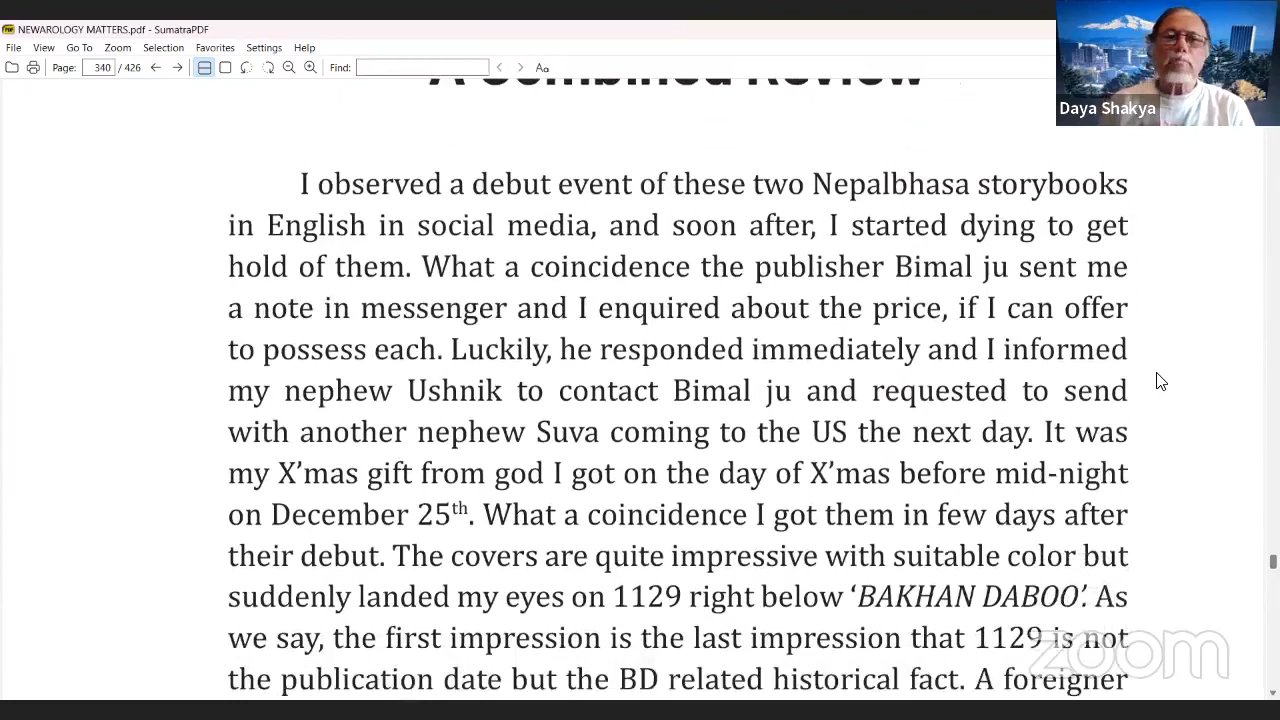 NEWAROLOGY MATTERS.pdf - SumatraPDF
File View Go To Zoom Selection Favorites Settings Help
Page: 340 / 426 Find: Aa
A Combined Review
Daya Shakya
I observed a debut event of these two Nepalbhasa storybooks
in English in social media, and soon after, I started dying to get
hold of them. What a coincidence the publisher Bimal ju sent me
a note in messenger and I enquired about the price, if I can offer
to possess each. Luckily, he responded immediately and I informed
my nephew Ushnik to contact Bimal ju and requested to send
with another nephew Suva coming to the US the next day. It was
my X’mas gift from god I got on the day of X’mas before mid-night
on December 25th. What a coincidence I got them in few days after
their debut. The covers are quite impressive with suitable color but
suddenly landed my eyes on 1129 right below ‘BAKHAN DABOO’. As
we say, the first impression is the last impression that 1129 is not
the publication date but the BD related historical fact. A foreigner
zoom